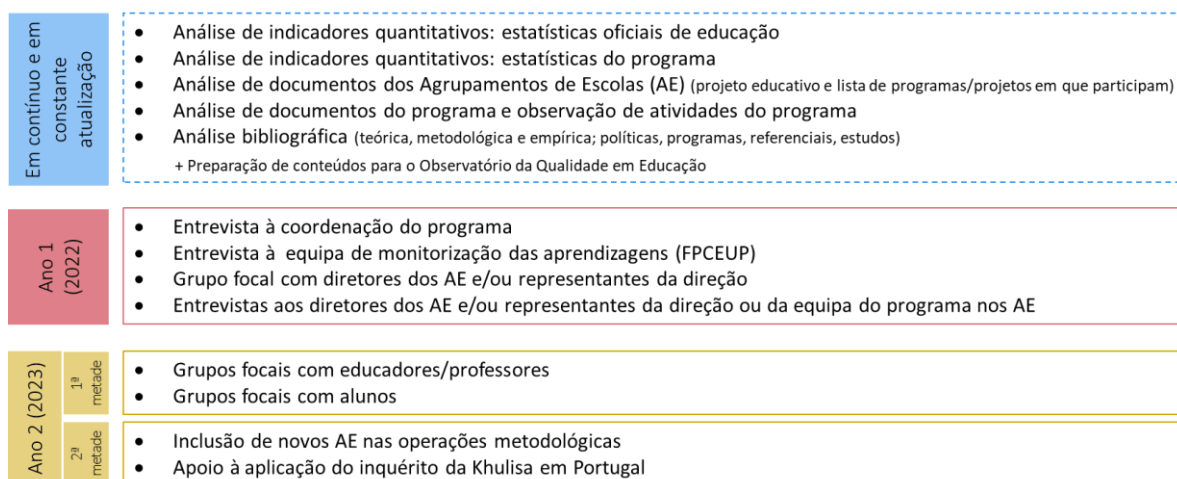 Em contínuo e em
constante
atualização
• Análise de indicadores quantitativos: estatísticas oficiais de educação
• Análise de indicadores quantitativos: estatísticas do programa
• Análise de documentos dos Agrupamentos de Escolas (AE) (projeto educativo e lista de programas/projetos em que participam)
• Análise de documentos do programa e observação de atividades do programa
• Análise bibliográfica (teórica, metodológica e empírica; políticas, programas, referenciais, estudos)
+ Preparação de conteúdos para o Observatório da Qualidade em Educação
Ano 1
(2022)
• Entrevista à coordenação do programa
• Entrevista à equipa de monitorização das aprendizagens (FPCEUP)
• Grupo focal com diretores dos AE e/ou representantes da direção
• Entrevistas aos diretores dos AE e/ou representantes da direção ou da equipa do programa nos AE
Ano 2 (2023)
1ª
metade
• Grupos focais com educadores/professores
• Grupos focais com alunos
2ª
metade
• Inclusão de novos AE nas operações metodológicas
• Apoio à aplicação do inquérito da Khulisa em Portugal